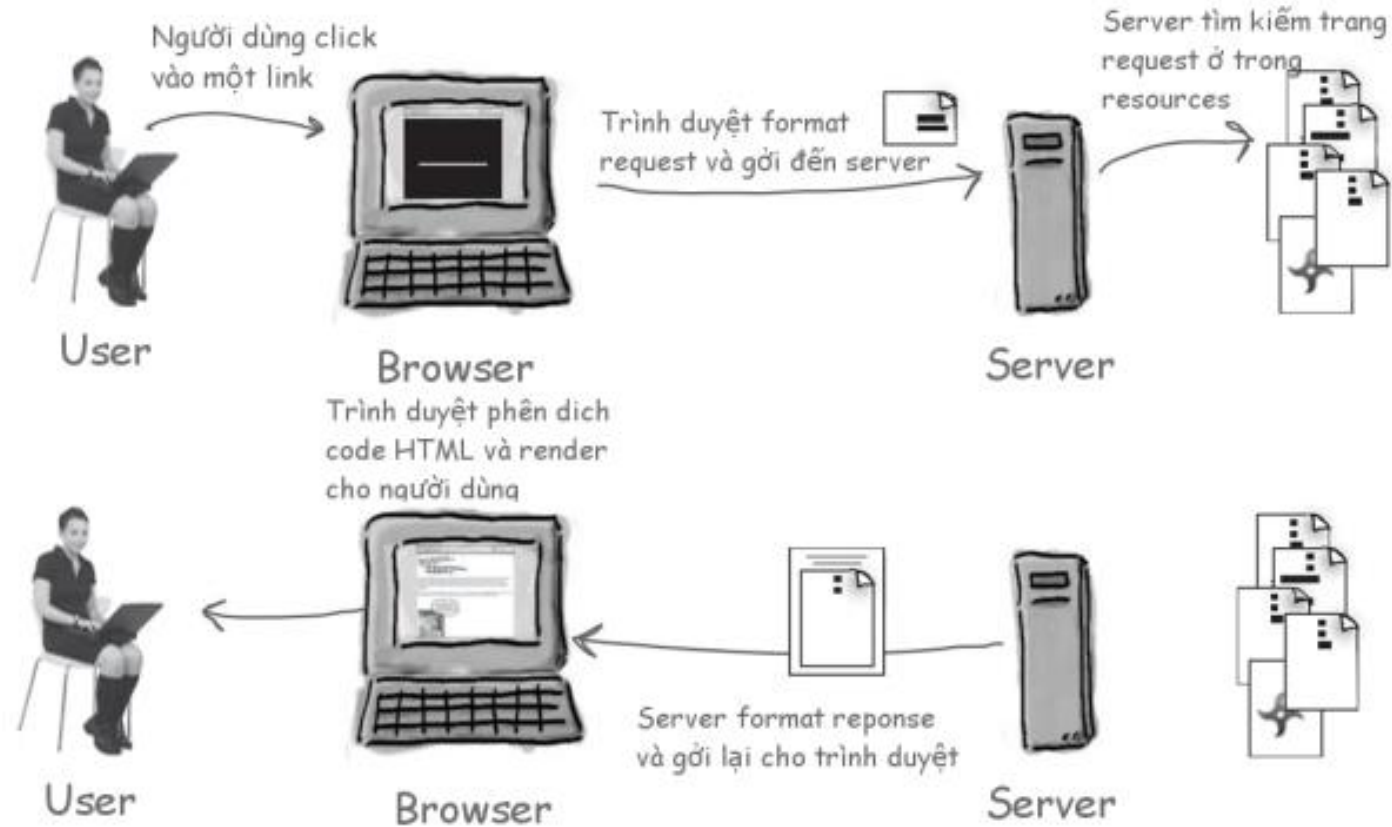 Người dùng click
vào một link
Server tìm kiếm trang
request ở trong
resources
Trình duyệt format
request và gởi đến server
User
Browser
Server
Trình duyệt phên dich
code HTML và render
cho người dùng
Server format reponse
và gởi lại cho trình duyệt
User
Browser
Server